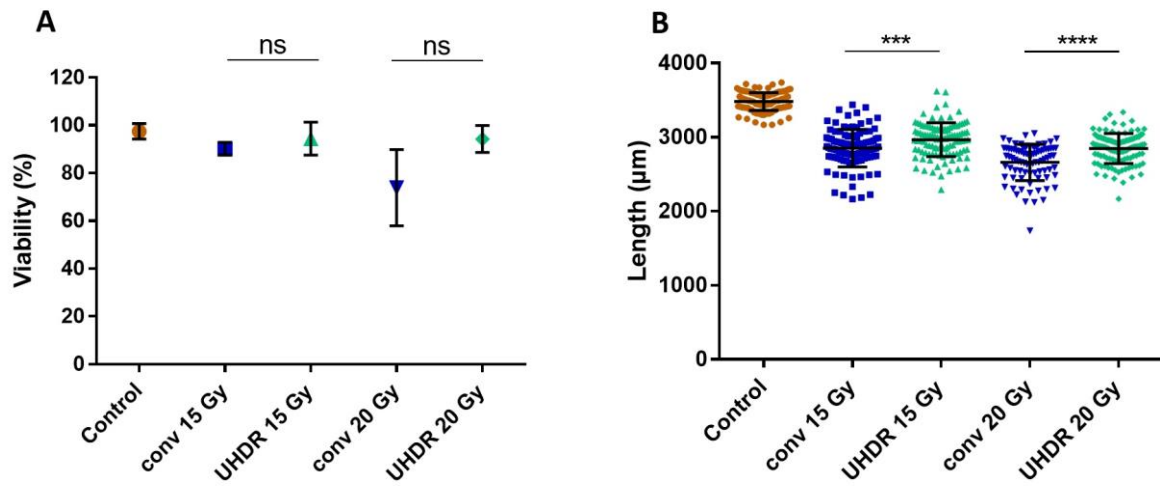 A
ns
ns
Viability (%)
120
100
80
60
40
20
0
Control
conv 15 Gy
UHDR 15 Gy
conv 20 Gy
UHDR 20 Gy
B
***
****
Length (µm)
4000
3000
2000
1000
0
Control
conv 15 Gy
UHDR 15 Gy
conv 20 Gy
UHDR 20 Gy